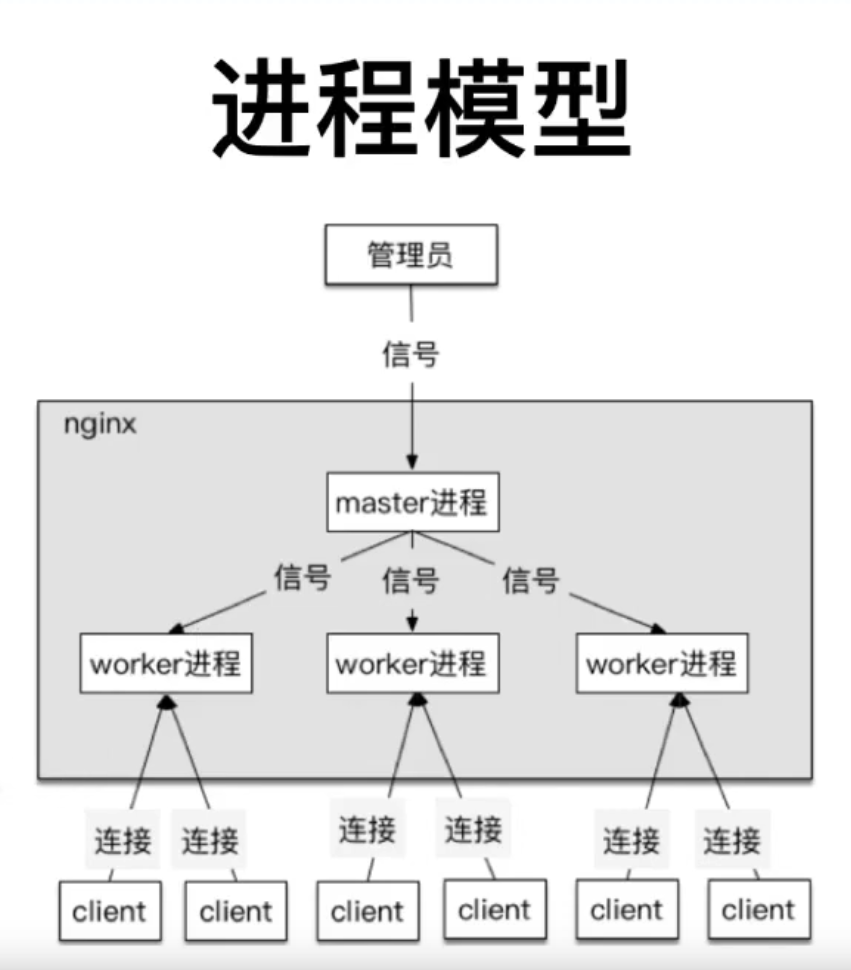 进程模型
管理员
信号
nginx
master进程
信号 信号 信号
worker进程 worker进程 worker进程
连接 连接 连接 连接 连接 连接
client client client client client client